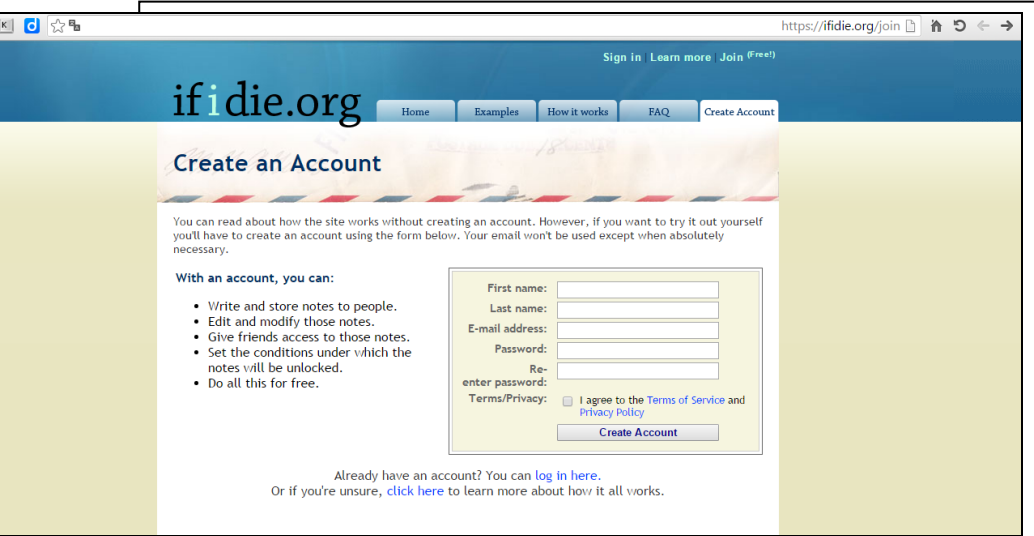 K d https://ifidie.org/join
Sign in | Learn more | Join (Free!)
ifidie.org
Home Examples How it works FAQ Create Account
Create an Account
You can read about how the site works without creating an account. However, if you want to try it out yourself
you'll have to create an account using the form below. Your email won't be used except when absolutely
necessary.
With an account, you can:
• Write and store notes to people.
• Edit and modify those notes.
• Give friends access to those notes.
• Set the conditions under which the
notes will be unlocked.
• Do all this for free.
First name:
Last name:
E-mail address:
Password:
Re-
enter password:
Terms/Privacy: I agree to the Terms of Service and
Privacy Policy
Create Account
Already have an account? You can log in here.
Or if you're unsure, click here to learn more about how it all works.